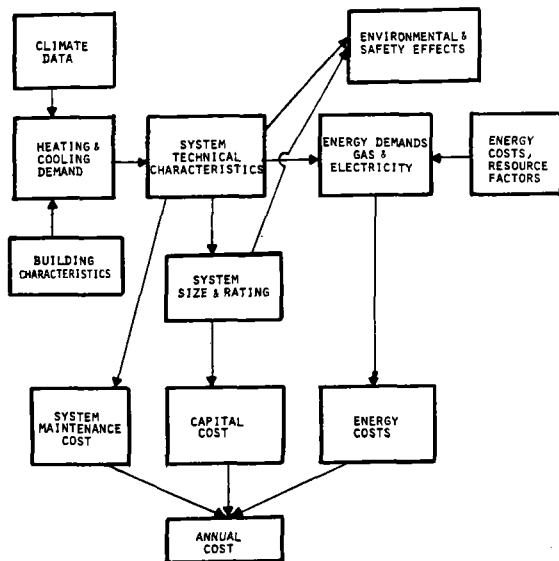 CLIMATE
DATA
ENVIRONMENTAL &
SAFETY EFFECTS
HEATING &
COOLING
DEMAND
SYSTEM
TECHNICAL
CHARACTERISTICS
ENERGY DEMANDS
GAS &
ELECTRICITY
ENERGY
COSTS,
RESOURCE
FACTORS
BUILDING
CHARACTERISTICS
SYSTEM
SIZE & RATING
SYSTEM
MAINTENANCE
COST
CAPITAL
COST
ENERGY
COSTS
ANNUAL
COST